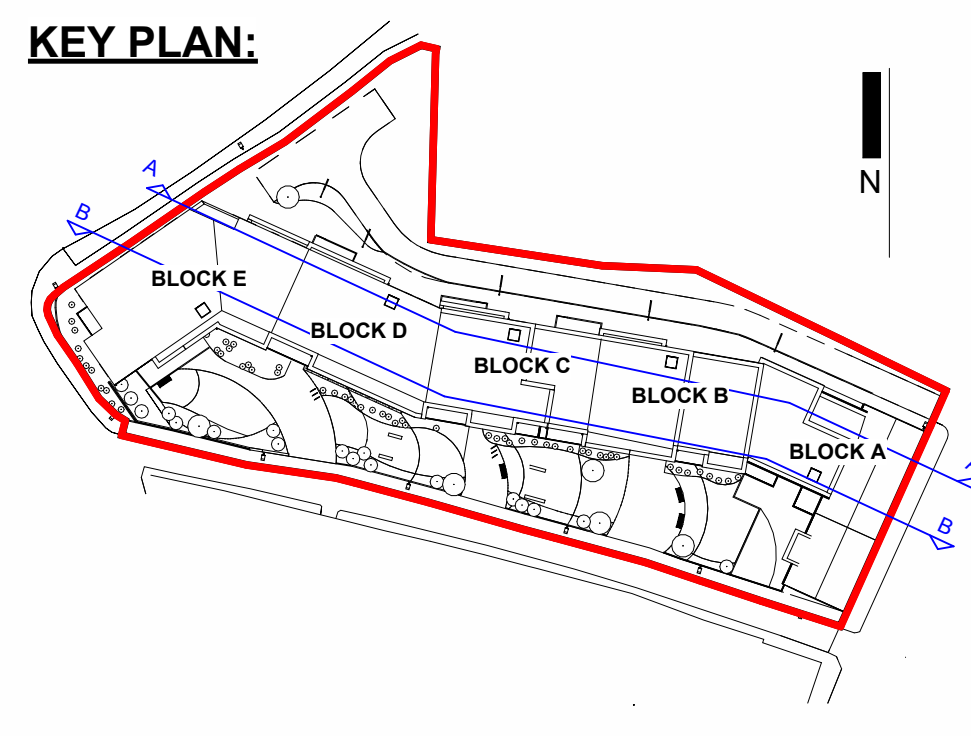 KEY PLAN:
N
A
B
BLOCK E
BLOCK D
BLOCK C
BLOCK B
BLOCK A
A
B